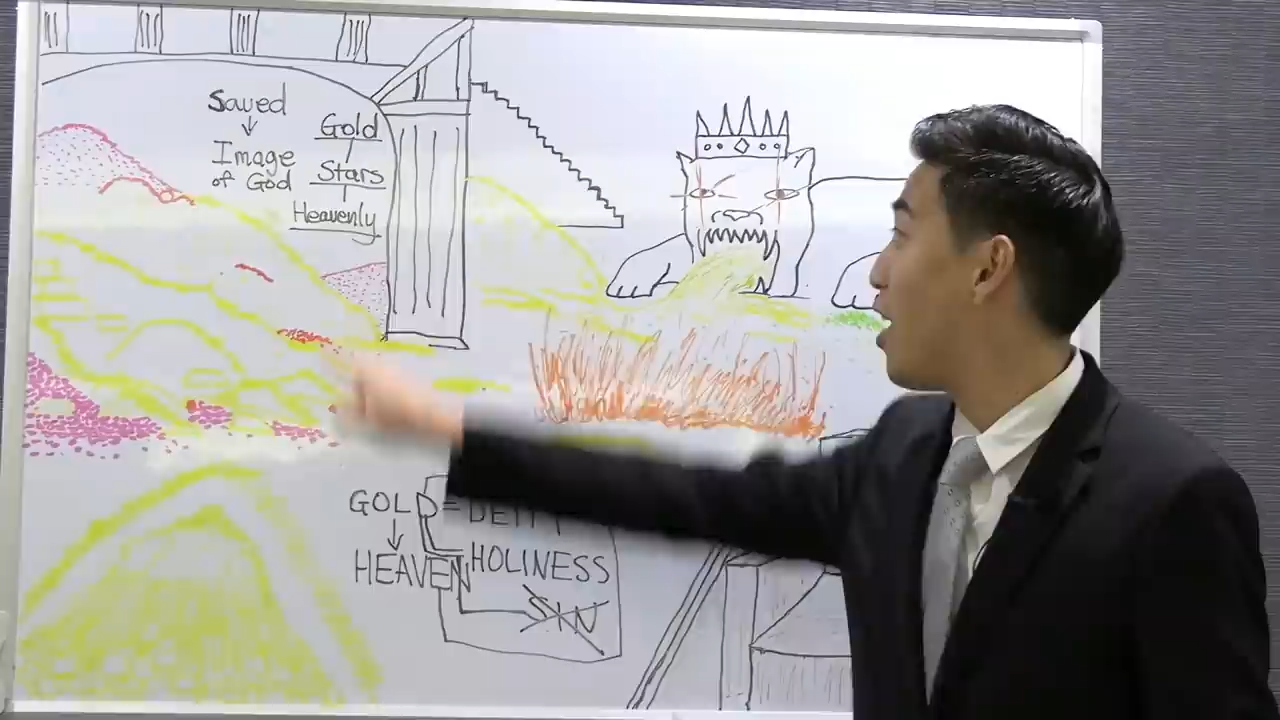 Saved
Image
of God
Gold
Stars
Heavenly
GOLD =
HEAVEN
HOLINESS
SIN